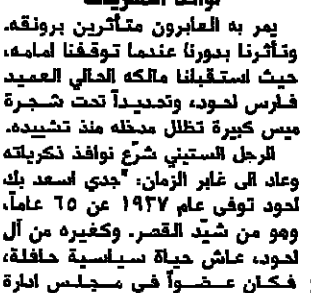 يمر به العابرون متأثرين برونقه.
وتأثرنا بدورنا عندما توقفنا امامه،
حيث استقبلنا مالكه الحالي العميد
فارس لحود، وتحديداً تحت شجرة
ميس كبيرة تظلل مدخله منذ تشييده.
الرجل الستيني شرّع نوافذ ذكرياته
وعاد الى غابر الزمان: "جدي اسعد بك
لحود توفى عام ١٩٣٧ عن ٦٥ عاماً،
وهو من شيّد القصر. وكغيره من آل
لحود، عاش حياة سياسية حافلة،
فكان عضواً في مجلس ادارة